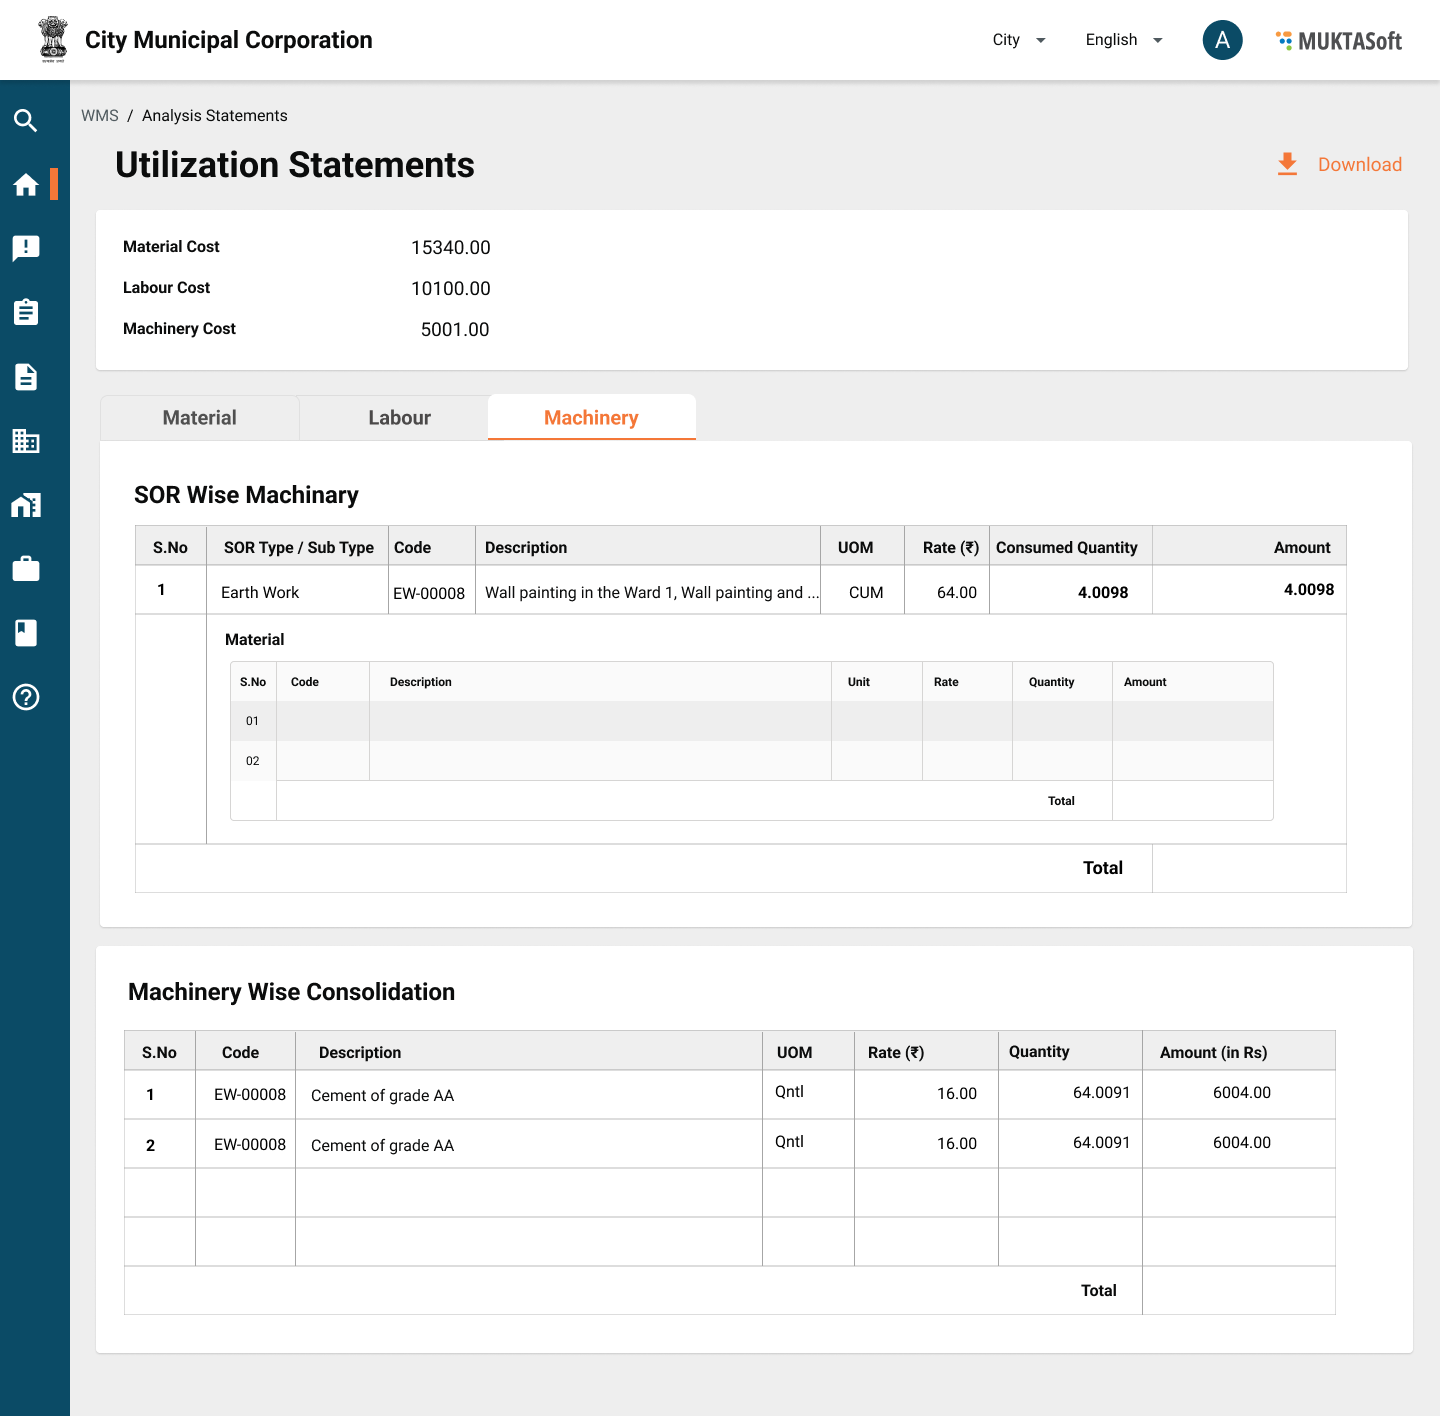 City Municipal Corporation
City English A MUKTASoft
WMS / Analysis Statements
Utilization Statements
Download
Material Cost 15340.00
Labour Cost 10100.00
Machinery Cost 5001.00
Material Labour Machinery
SOR Wise Machinary
S.No SOR Type / Sub Type Code Description UOM Rate (₹) Consumed Quantity Amount
1 Earth Work EW-00008 Wall painting in the Ward 1, Wall painting and ... CUM 64.00 4.0098 4.0098
Material
S.No Code Description Unit Rate Quantity Amount
01
02
Total
Total
Machinery Wise Consolidation
S.No Code Description UOM Rate (₹) Quantity Amount (in Rs)
1 EW-00008 Cement of grade AA Qntl 16.00 64.0091 6004.00
2 EW-00008 Cement of grade AA Qntl 16.00 64.0091 6004.00
Total